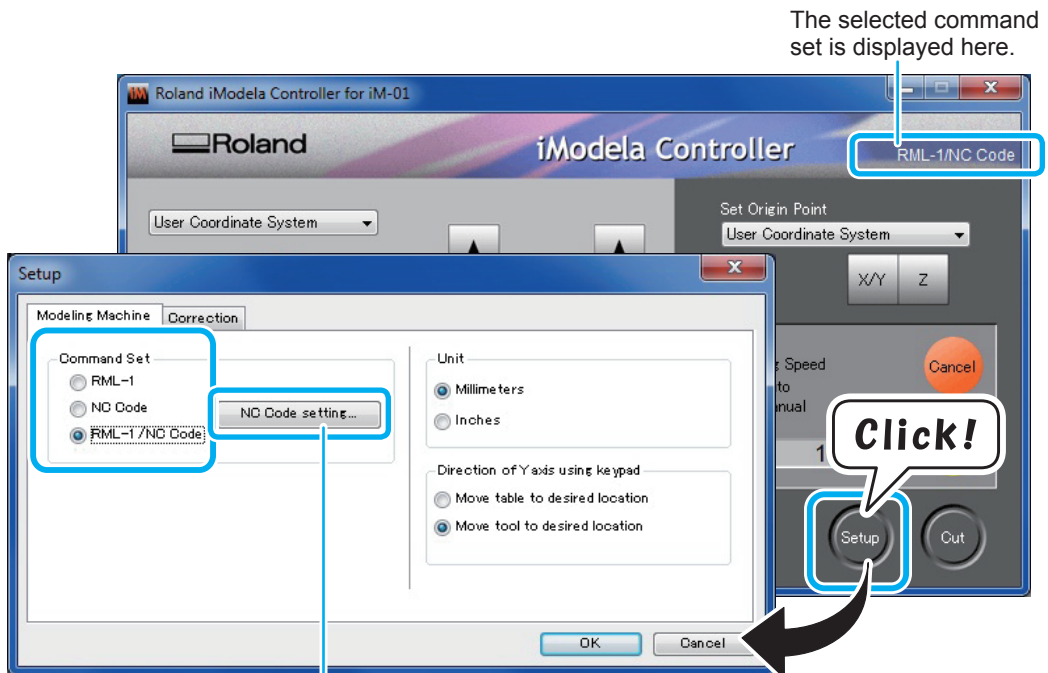 The selected command
set is displayed here.
Roland iModela Controller for iM-01
Roland
iModela Controller
RML-1/NC Code
User Coordinate System
Set Origin Point
User Coordinate System
X/Y
Z
Setup
Modeling Machine
Correction
Command Set
RML-1
NC Code
RML-1/NC Code
NC Code setting...
Unit
Millimeters
Inches
Direction of Y axis using keypad
Move table to desired location
Move tool to desired location
OK
Cancel
Speed
Cancel
Click!
1
Setup
Cut